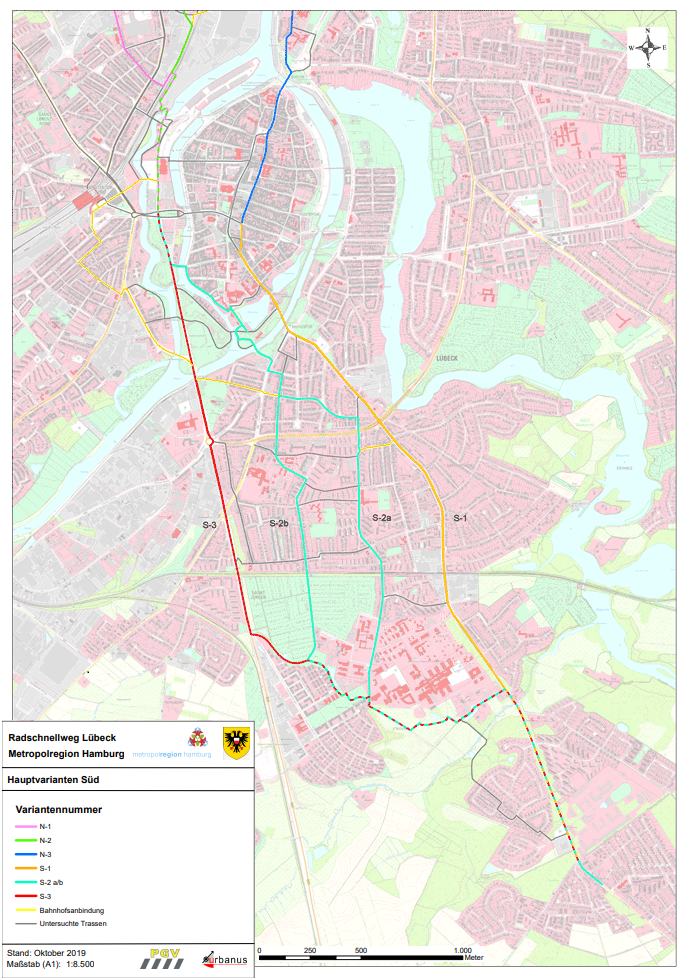 N
W E
S
LÜBECK
S-3
S-2b
S-2a
S-1
Radschnellweg Lübeck
Metropolregion Hamburg
metropolregion hamburg
Hauptvarianten Süd
Variantennummer
N-1
N-2
N-3
S-1
S-2 a/b
S-3
Bahnhofsanbindung
Untersuchte Trassen
Stand: Oktober 2019
Maßstab (A1): 1:8.500
PGV
urbanus
0 250 500 1.000
Meter